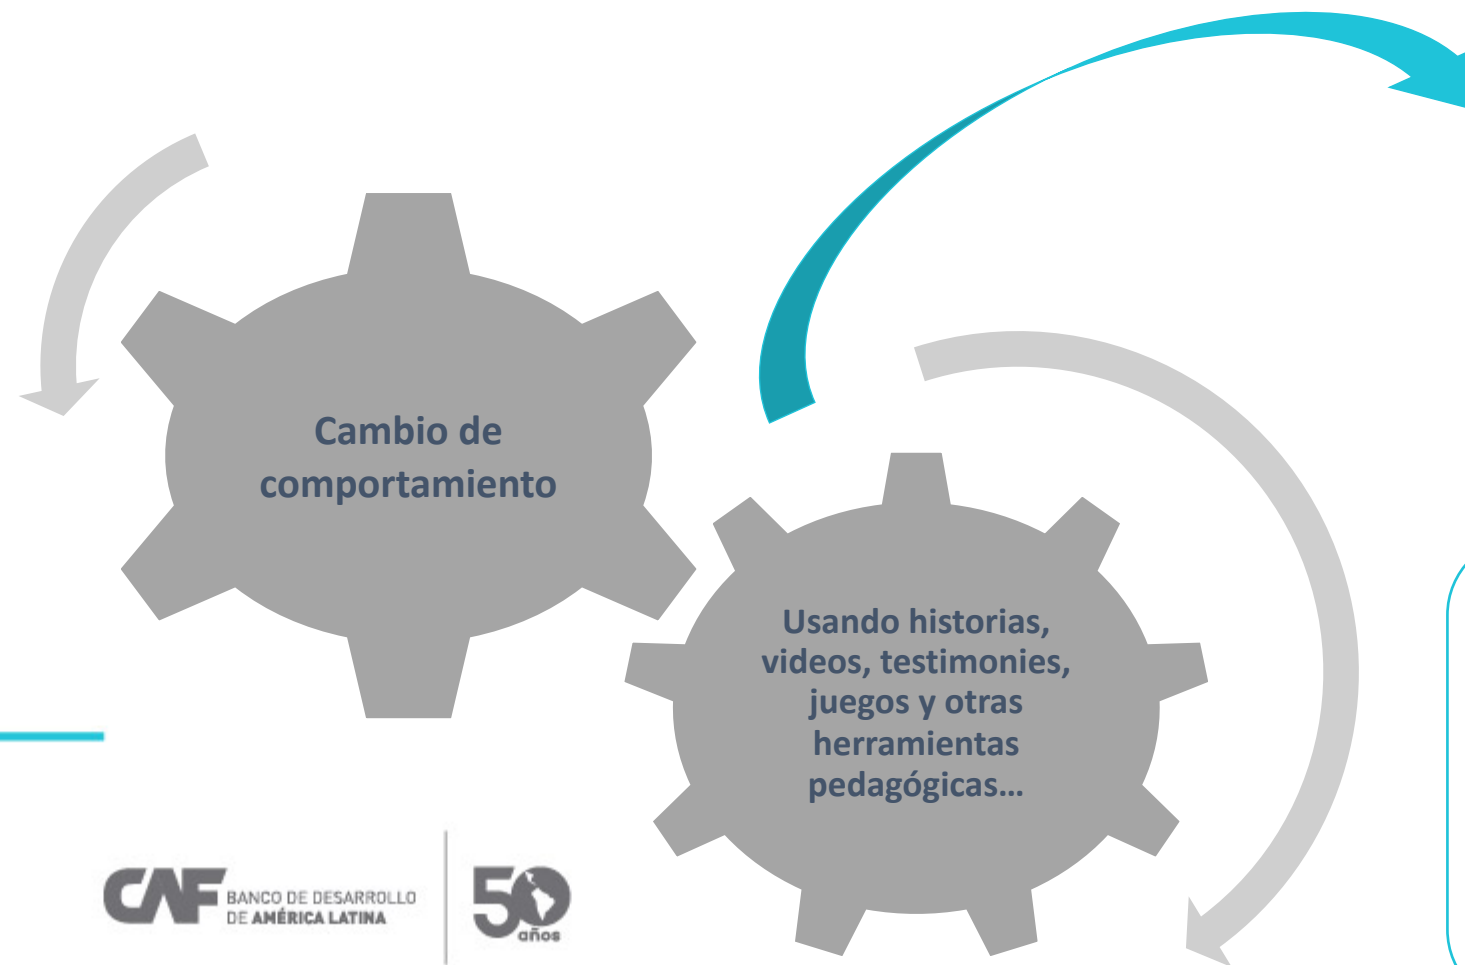 Cambio de
comportamiento
Usando historias,
videos, testimonies,
juegos y otras
herramientas
pedagógicas...
CAF BANCO DE DESARROLLO
DE AMÉRICA LATINA
50
años